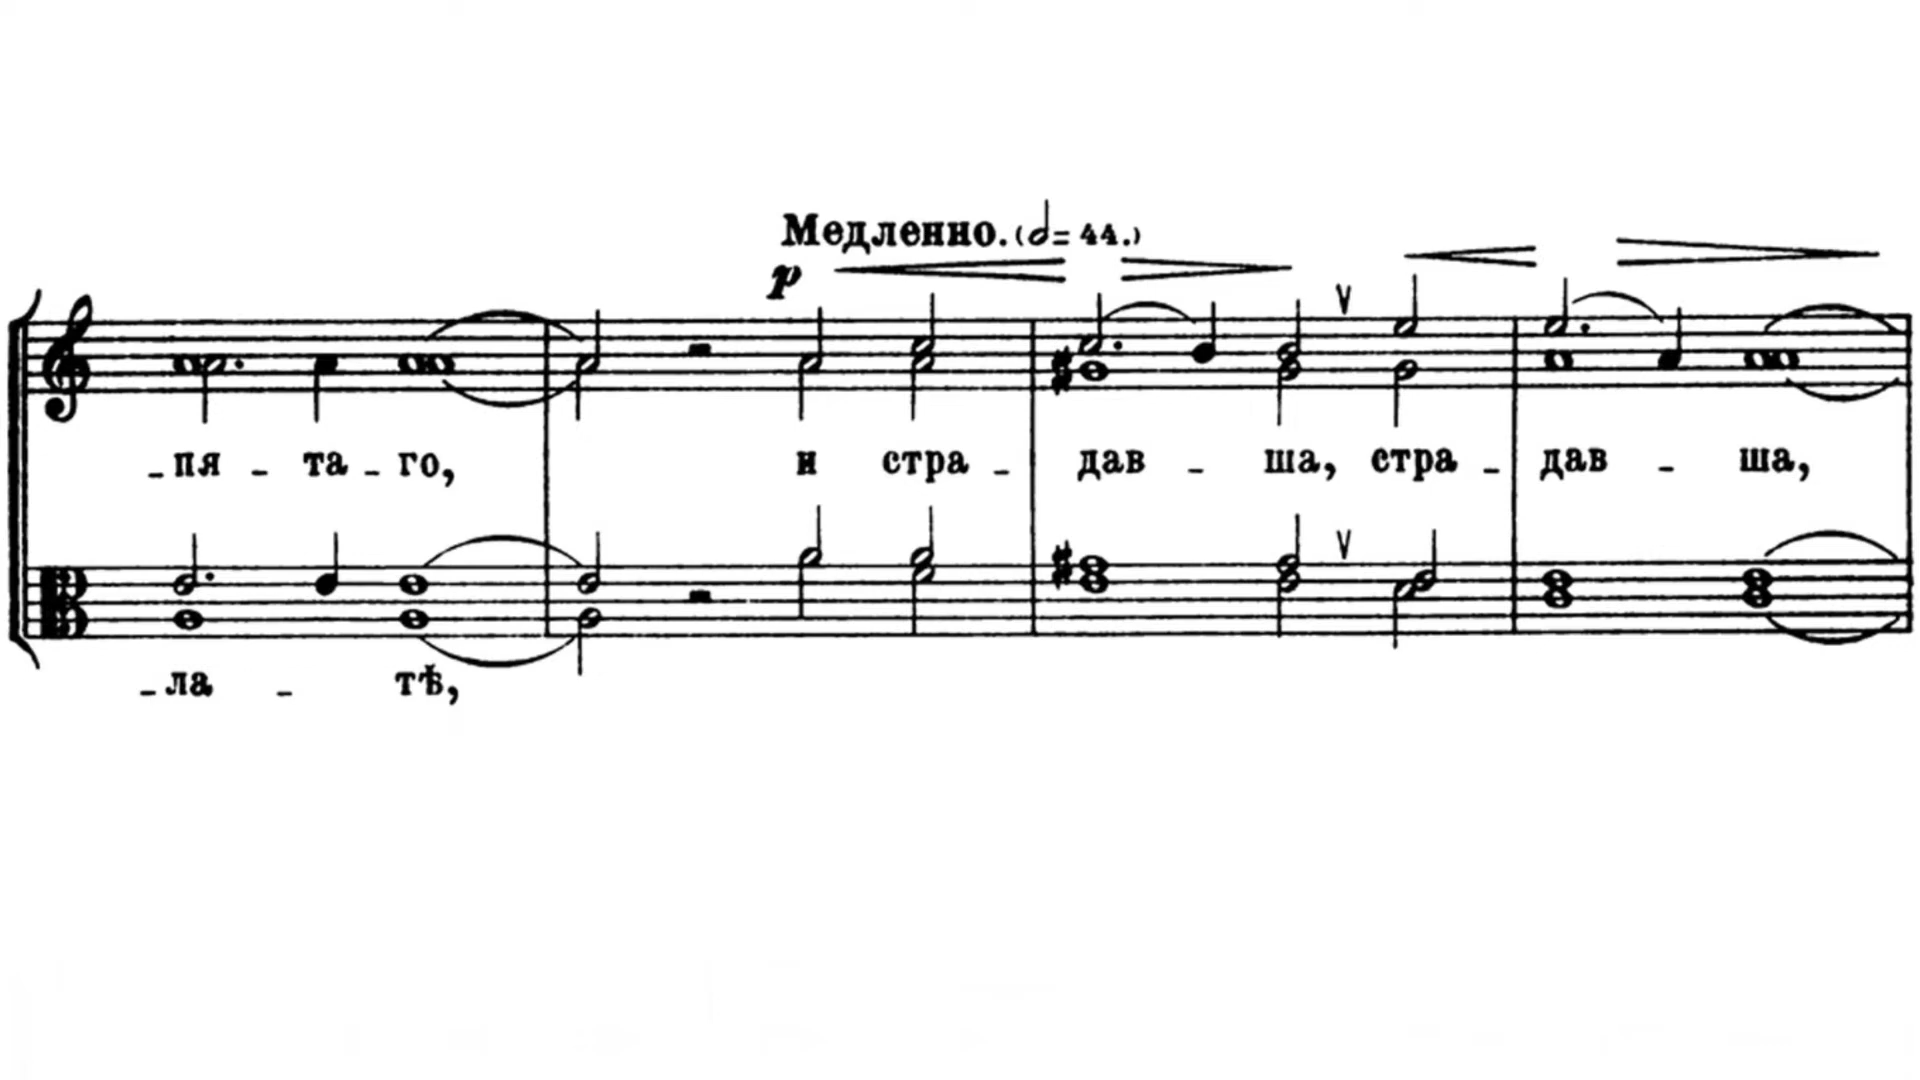 Медленно. (𝅗𝅥= 44.)
p
-пя - та - го, и стра - дав - ша, стра - дав - ша,
-ла - тѣ,